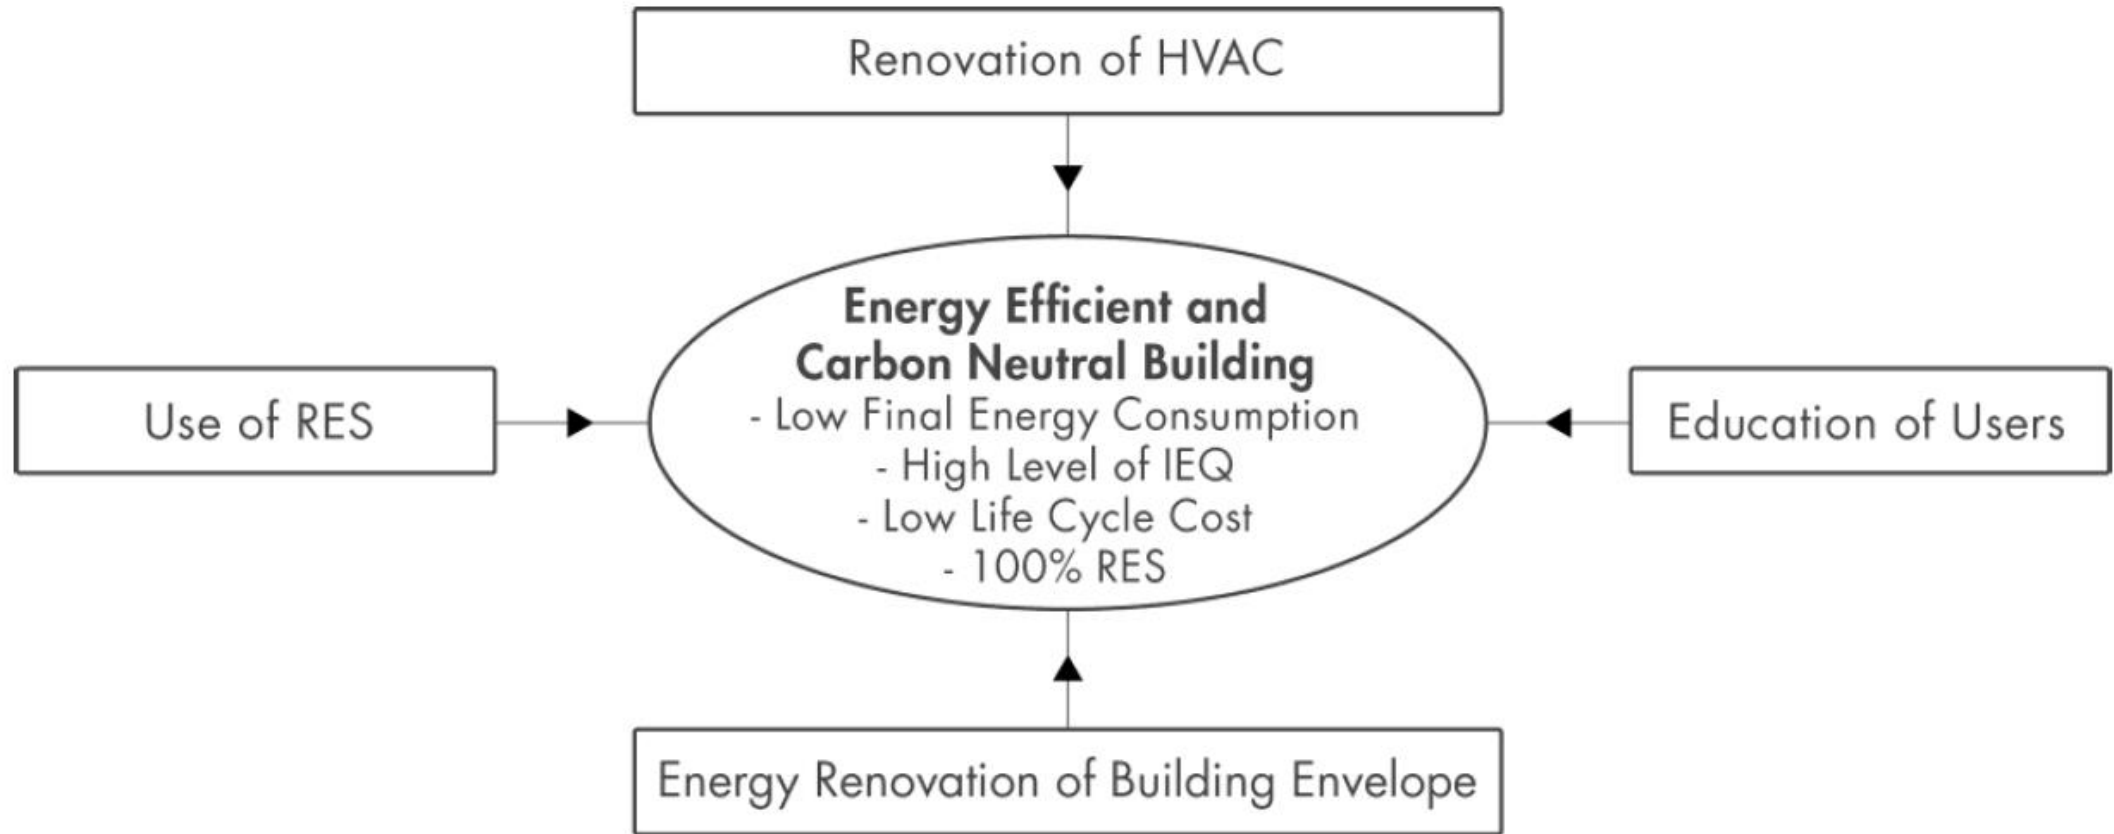 Renovation of HVAC
Energy Efficient and
Carbon Neutral Building
- Low Final Energy Consumption
- High Level of IEQ
- Low Life Cycle Cost
- 100% RES
Use of RES
Education of Users
Energy Renovation of Building Envelope